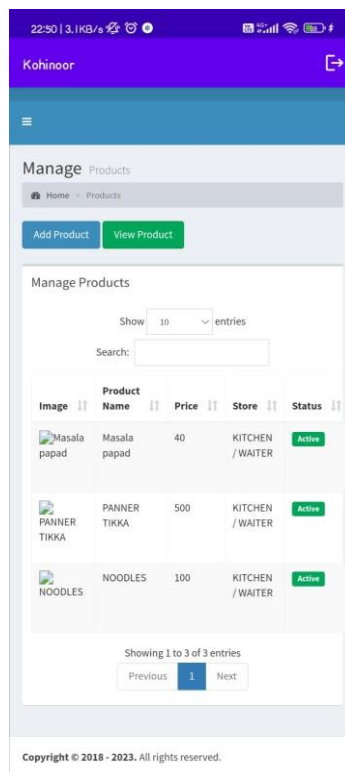 22:50 | 3.1KB/s
Kohinoor
Manage Products
Home > Products
Add Product View Product
Manage Products
Show 10 entries
Search:
Image Product Name Price Store Status
Masala papad Masala papad 40 KITCHEN / WAITER Active
PANNER TIKKA PANNER TIKKA 500 KITCHEN / WAITER Active
NOODLES NOODLES 100 KITCHEN / WAITER Active
Showing 1 to 3 of 3 entries
Previous 1 Next
Copyright © 2018 - 2023. All rights reserved.